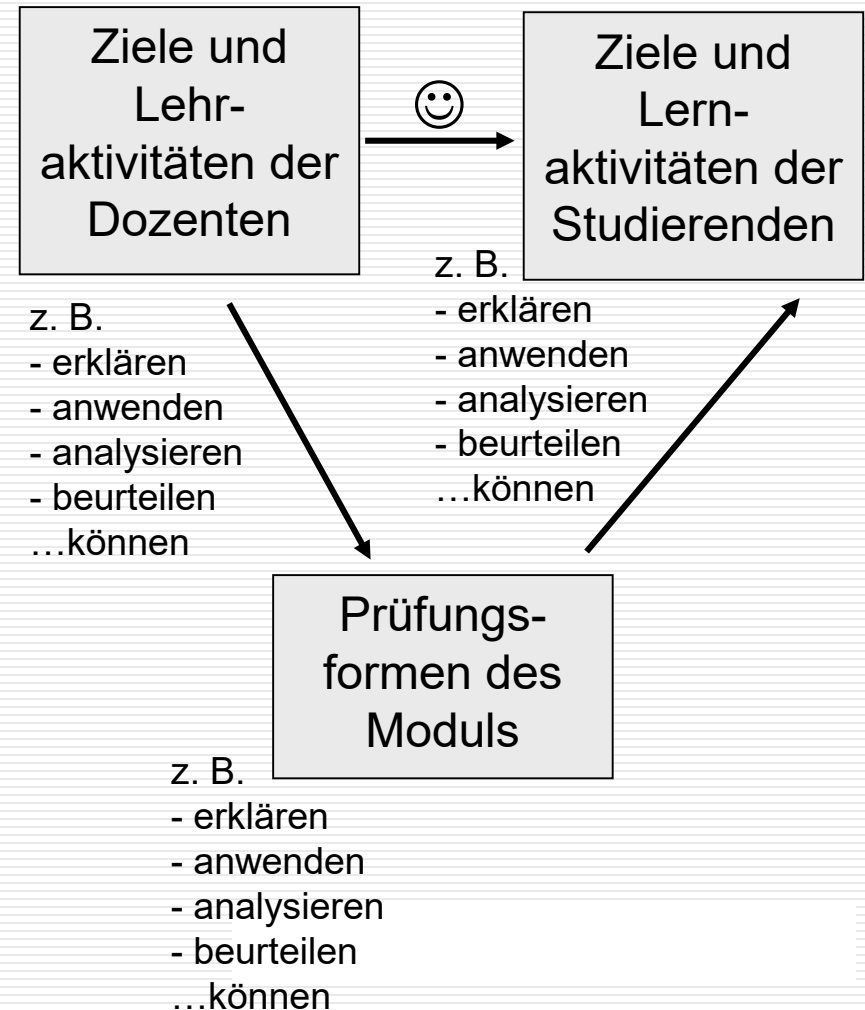 Ziele und
Lehr-
aktivitäten der
Dozenten
Ziele und
Lern-
aktivitäten der
Studierenden
z. B.
- erklären
- anwenden
- analysieren
- beurteilen
…können
z. B.
- erklären
- anwenden
- analysieren
- beurteilen
…können
Prüfungs-
formen des
Moduls
z. B.
- erklären
- anwenden
- analysieren
- beurteilen
…können